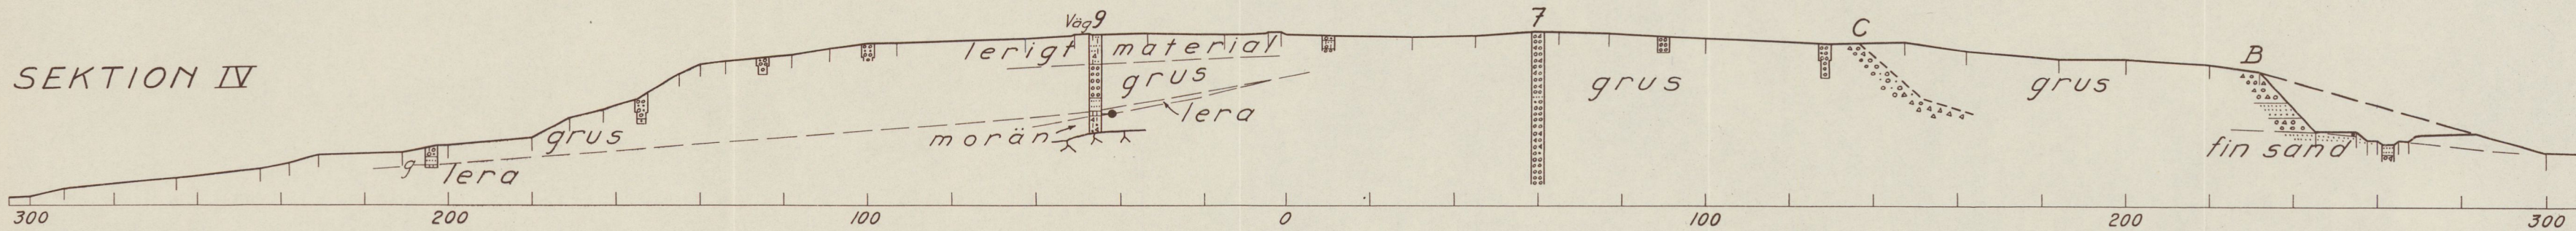 SEKTION IV
Väg 9
7
C
B
lerigt material
grus
grus
grus
grus
lera
morän
g
lera
fin sand
300 200 100 0 100 200 300